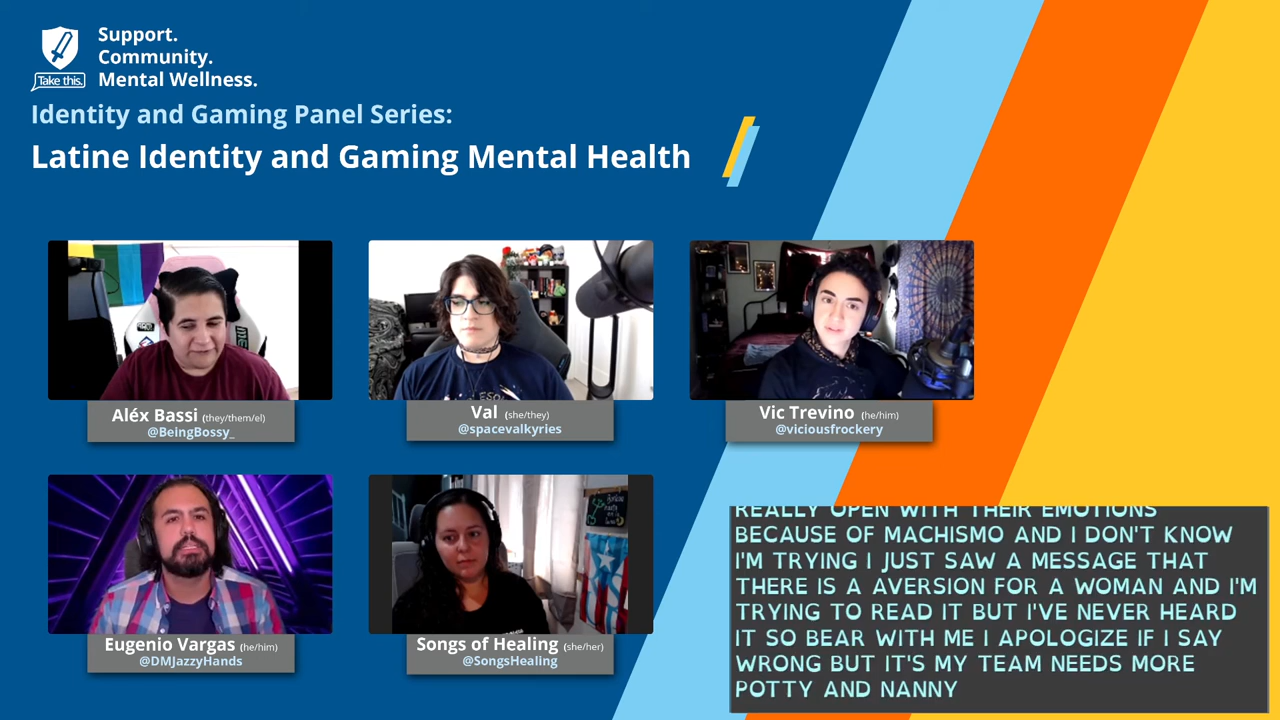 Support.
Community.
Mental Wellness.
Take this.
Identity and Gaming Panel Series:
Latine Identity and Gaming Mental Health
Aléx Bassi (they/them/el)
@BeingBossy_
Val (she/they)
@spacevalkyries
Vic Trevino (he/him)
@viciousfrockery
Eugenio Vargas (he/him)
@DMJazzyHands
Songs of Healing (she/her)
@SongsHealing
REALLY OPEN WITH THEIR EMOTIONS
BECAUSE OF MACHISMO AND I DON'T KNOW
I'M TRYING I JUST SAW A MESSAGE THAT
THERE IS A AVERSION FOR A WOMAN AND I'M
TRYING TO READ IT BUT I'VE NEVER HEARD
IT SO BEAR WITH ME I APOLOGIZE IF I SAY
WRONG BUT IT'S MY TEAM NEEDS MORE
POTTY AND NANNY